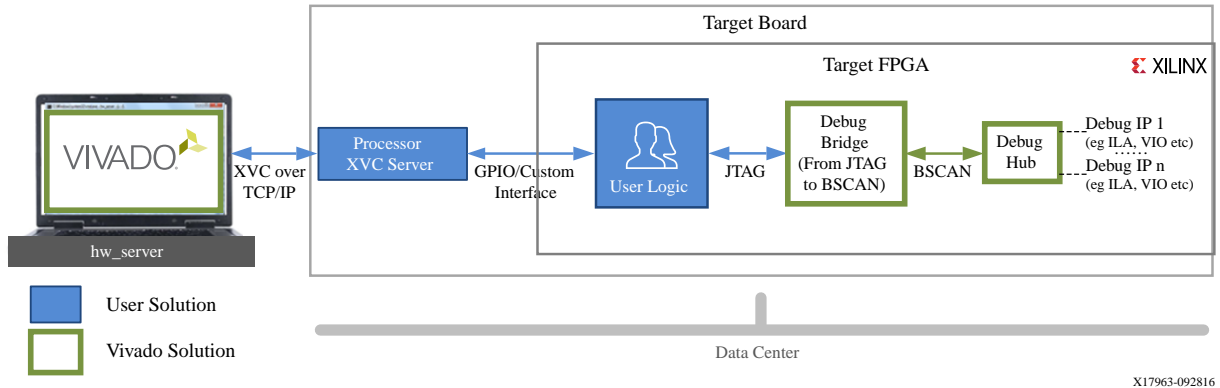 Target Board
Target FPGA
XILINX
VIVADO
Processor
XVC Server
User Logic
Debug
Bridge
(From JTAG
to BSCAN)
Debug
Hub
Debug IP 1
(eg ILA, VIO etc)
......
Debug IP n
(eg ILA, VIO etc)
XVC over
TCP/IP
GPIO/Custom
Interface
JTAG
BSCAN
hw_server
User Solution
Vivado Solution
Data Center
X17963-092816